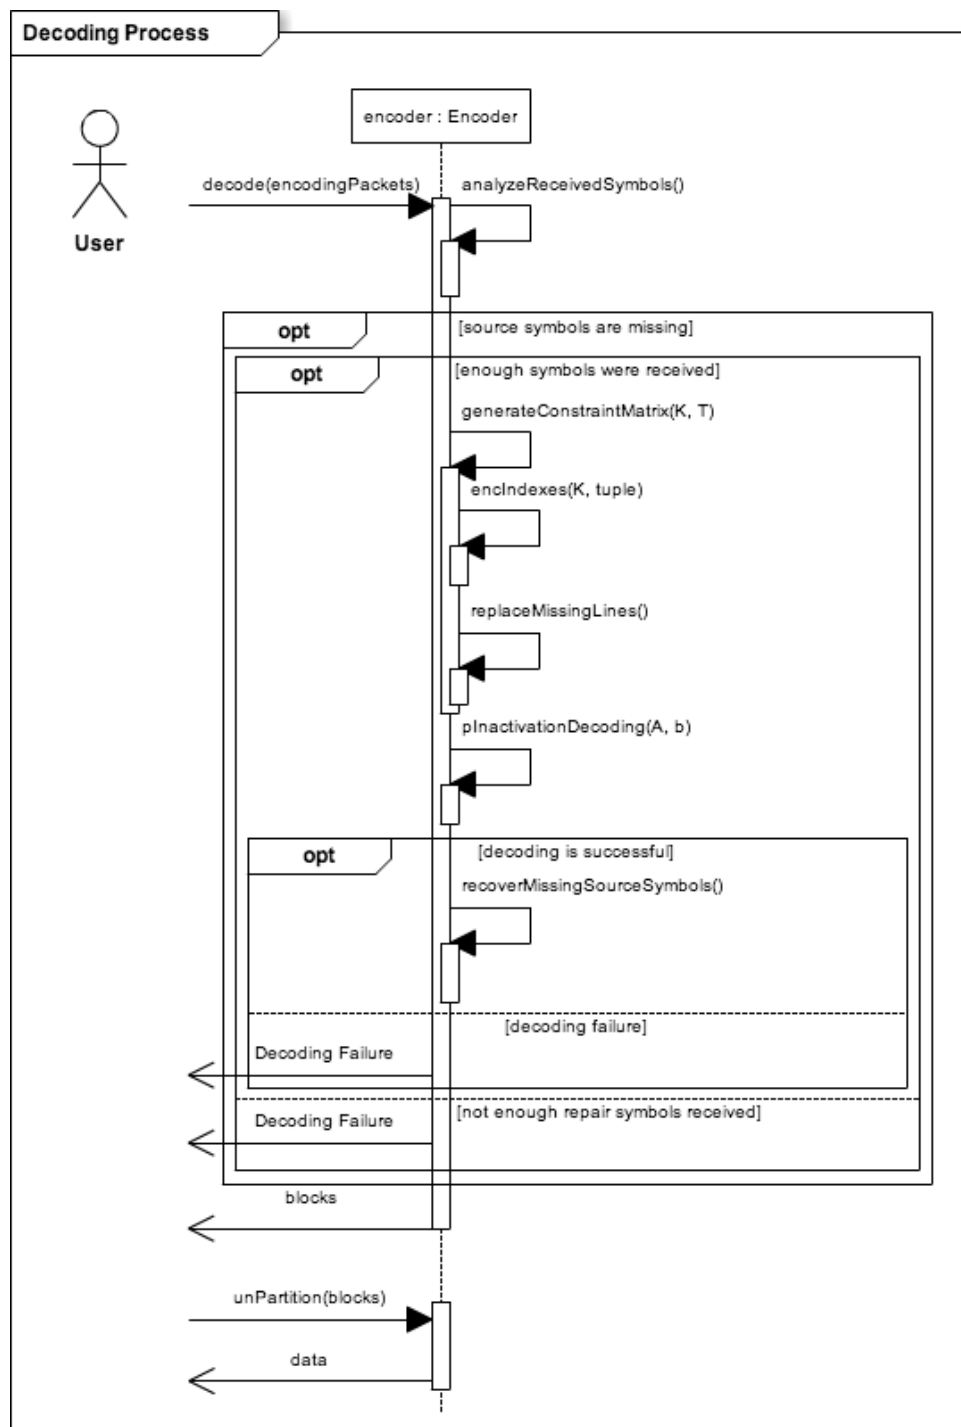 Decoding Process
encoder : Encoder
decode(encodingPackets)
analyzeReceivedSymbols()
User
opt
[source symbols are missing]
opt
[enough symbols were received]
generateConstraintMatrix(K, T)
encIndexes(K, tuple)
replaceMissingLines()
pInactivationDecoding(A, b)
opt
[decoding is successful]
recoverMissingSourceSymbols()
[decoding failure]
Decoding Failure
[not enough repair symbols received]
Decoding Failure
blocks
unPartition(blocks)
data